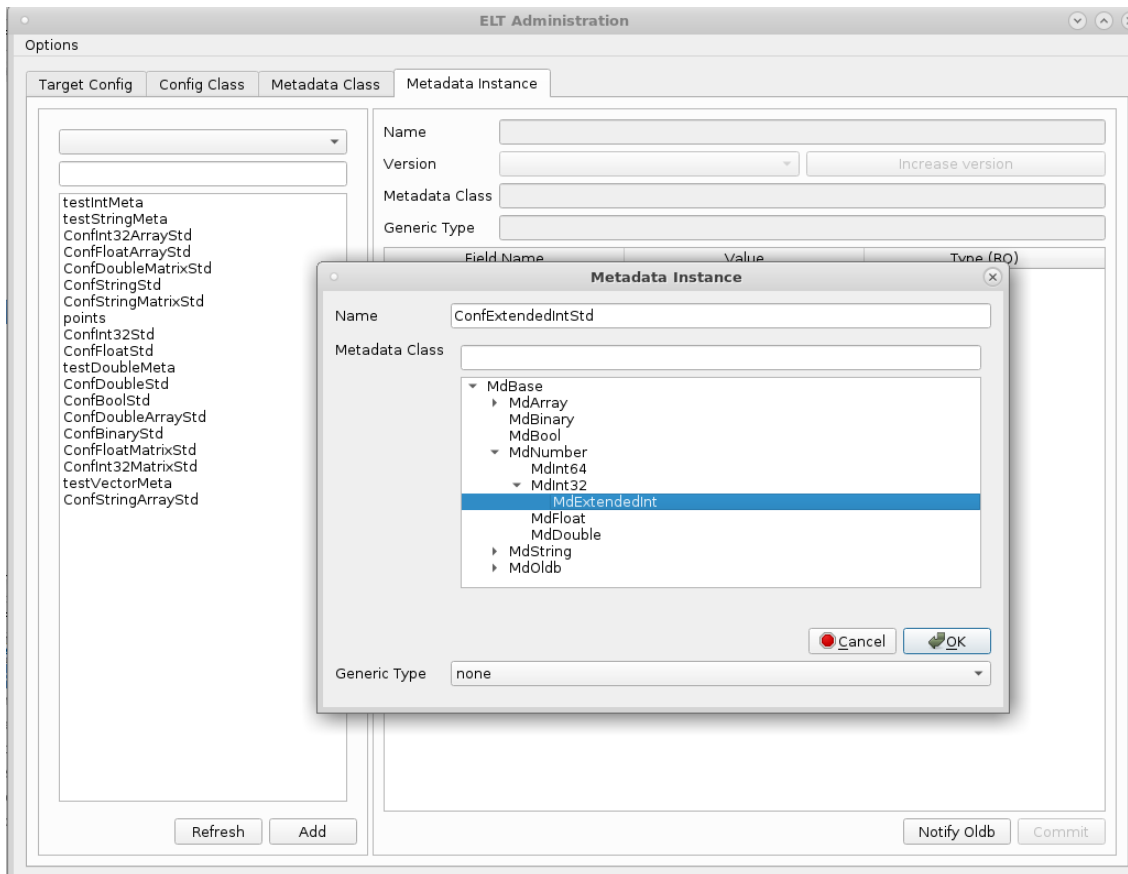 ELT Administration
Options
Target Config
Config Class
Metadata Class
Metadata Instance
testIntMeta
testStringMeta
ConfInt32ArrayStd
ConfFloatArrayStd
ConfDoubleMatrixStd
ConfStringStd
ConfStringMatrixStd
points
ConfInt32Std
ConfFloatStd
testDoubleMeta
ConfDoubleStd
ConfBoolStd
ConfDoubleArrayStd
ConfBinaryStd
ConfFloatMatrixStd
ConfInt32MatrixStd
testVectorMeta
ConfStringArrayStd
Refresh
Add
Name
Version
Increase version
Metadata Class
Generic Type
Field Name
Value
Type (RO)
Metadata Instance
Name
ConfExtendedIntStd
Metadata Class
MdBase
MdArray
MdBinary
MdBool
MdNumber
MdInt64
MdInt32
MdExtendedInt
MdFloat
MdDouble
MdString
MdOldb
Cancel
OK
Generic Type
none
Notify Oldb
Commit